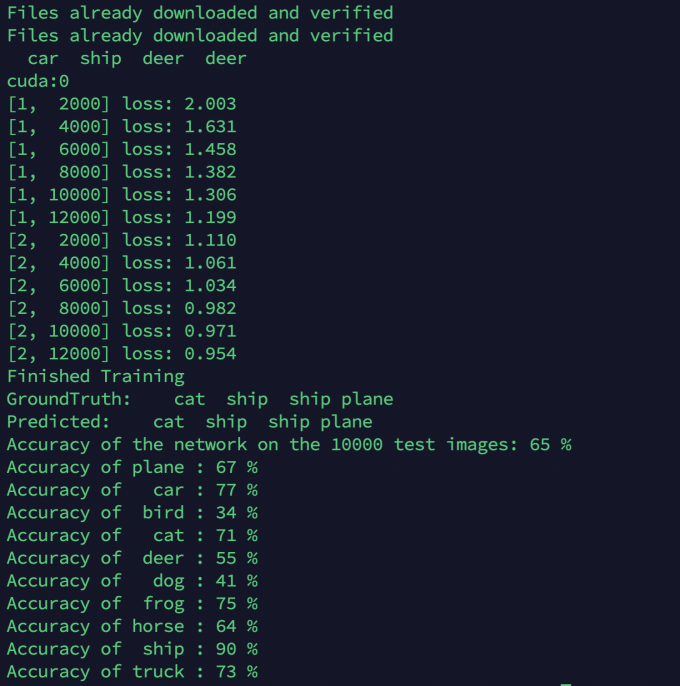 Files already downloaded and verified
Files already downloaded and verified
  car  ship  deer  deer
cuda:0
[1,  2000] loss: 2.003
[1,  4000] loss: 1.631
[1,  6000] loss: 1.458
[1,  8000] loss: 1.382
[1, 10000] loss: 1.306
[1, 12000] loss: 1.199
[2,  2000] loss: 1.110
[2,  4000] loss: 1.061
[2,  6000] loss: 1.034
[2,  8000] loss: 0.982
[2, 10000] loss: 0.971
[2, 12000] loss: 0.954
Finished Training
GroundTruth:    cat  ship  ship plane
Predicted:    cat  ship  ship plane
Accuracy of the network on the 10000 test images: 65 %
Accuracy of plane : 67 %
Accuracy of   car : 77 %
Accuracy of  bird : 34 %
Accuracy of   cat : 71 %
Accuracy of  deer : 55 %
Accuracy of   dog : 41 %
Accuracy of  frog : 75 %
Accuracy of horse : 64 %
Accuracy of  ship : 90 %
Accuracy of truck : 73 %